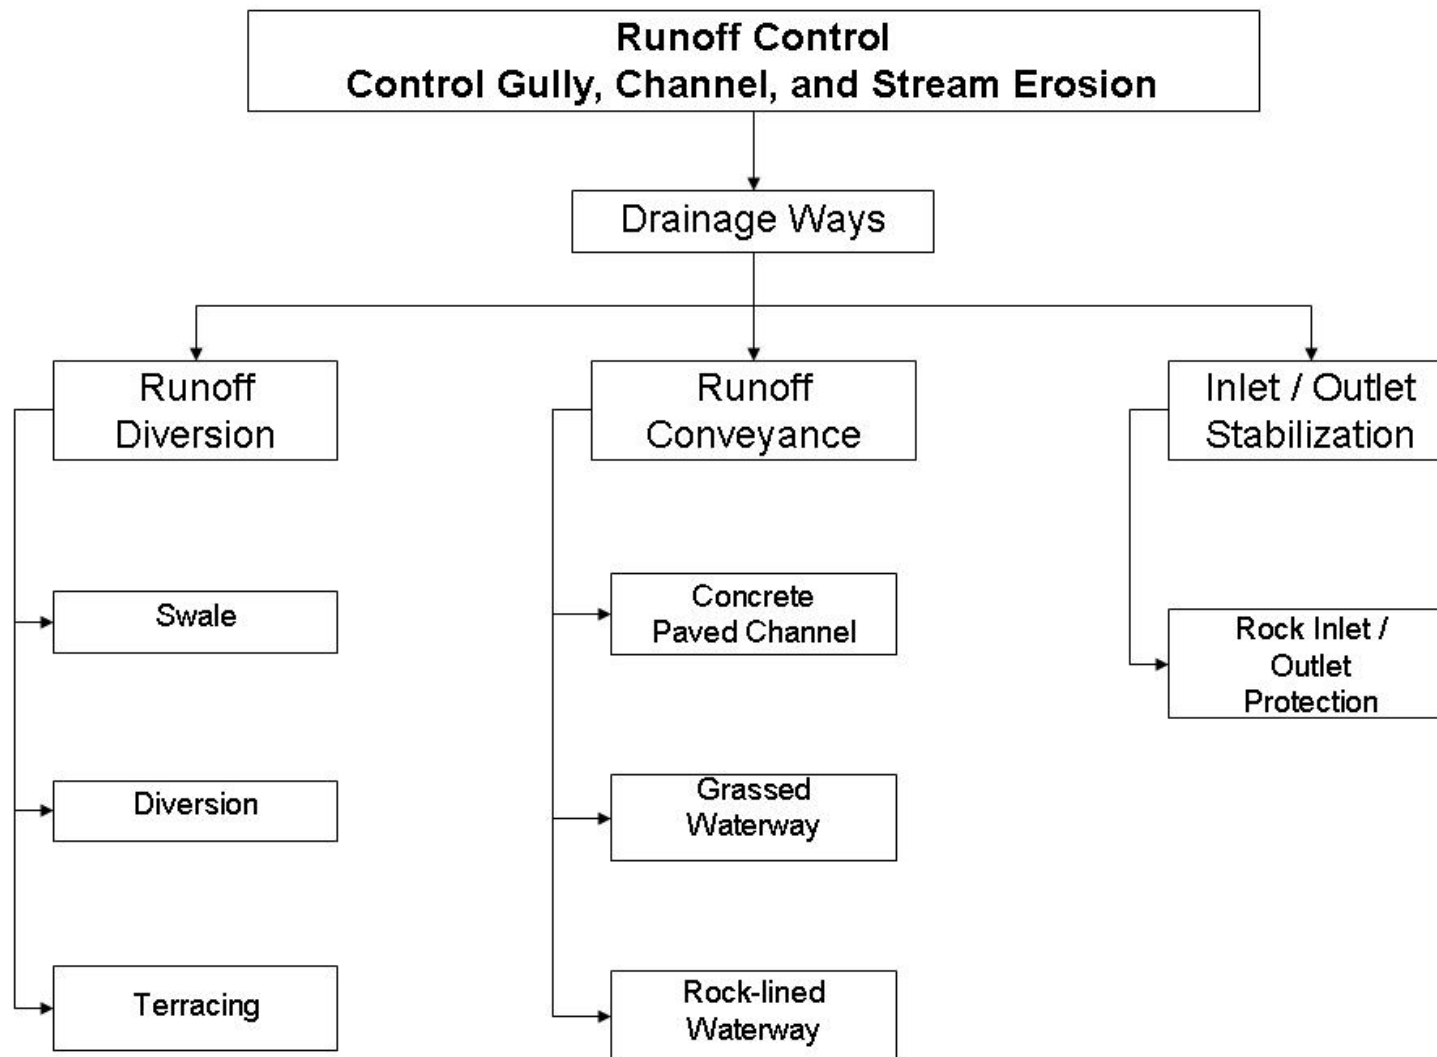 Runoff Control
Control Gully, Channel, and Stream Erosion
Drainage Ways
Runoff
Diversion
Runoff
Conveyance
Inlet / Outlet
Stabilization
Swale
Diversion
Terracing
Concrete
Paved Channel
Grassed
Waterway
Rock-lined
Waterway
Rock Inlet /
Outlet
Protection